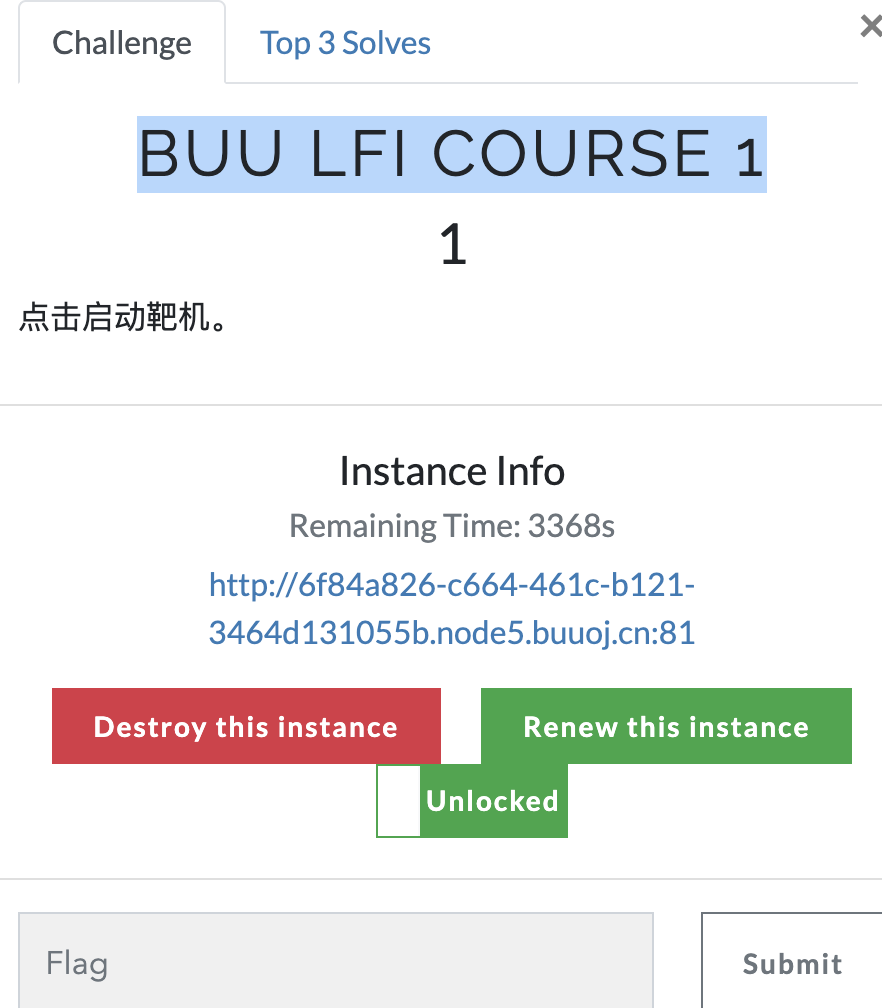 Challenge
Top 3 Solves
×
BUU LFI COURSE 1
1
点击启动靶机。
Instance Info
Remaining Time: 3368s
http://6f84a826-c664-461c-b121-
3464d131055b.node5.buuoj.cn:81
Destroy this instance
Renew this instance
Unlocked
Flag
Submit